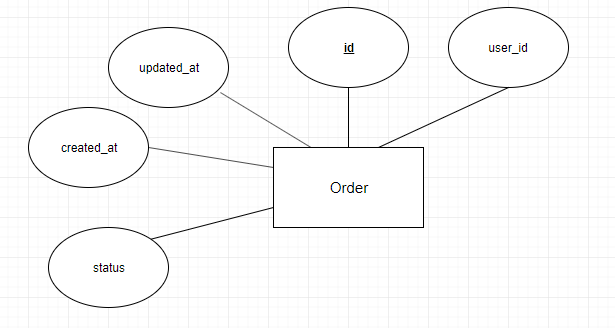 id
user_id
updated_at
created_at
Order
status